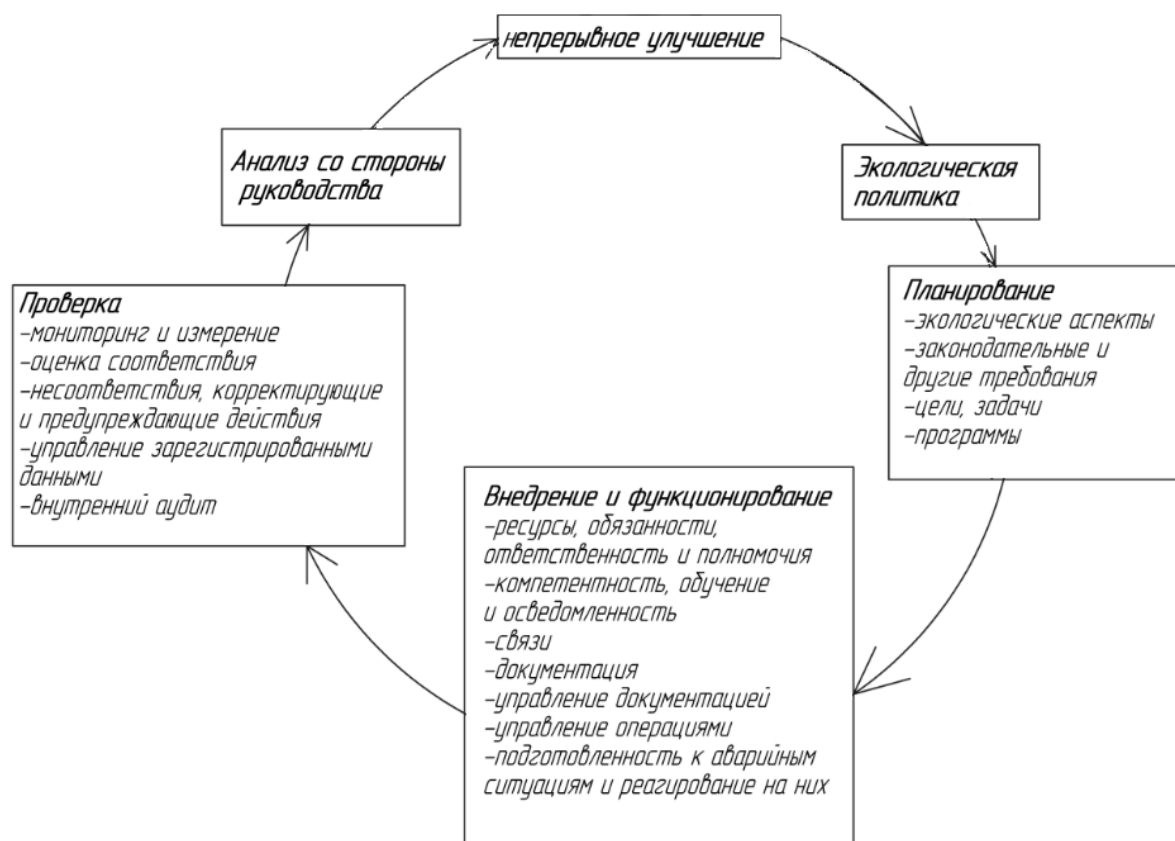 непрерывное улучшение
Экологическая
политика
Планирование
-экологические аспекты
-законодательные и
другие требования
-цели, задачи
-программы
Внедрение и функционирование
-ресурсы, обязанности,
ответственность и полномочия
-компетентность, обучение
и осведомленность
-связи
-документация
-управление документацией
-управление операциями
-подготовленность к аварийным
ситуациям и реагирование на них
Проверка
-мониторинг и измерение
-оценка соответствия
-несоответствия, корректирующие
и предупреждающие действия
-управление зарегистрированными
данными
-внутренний аудит
Анализ со стороны
руководства